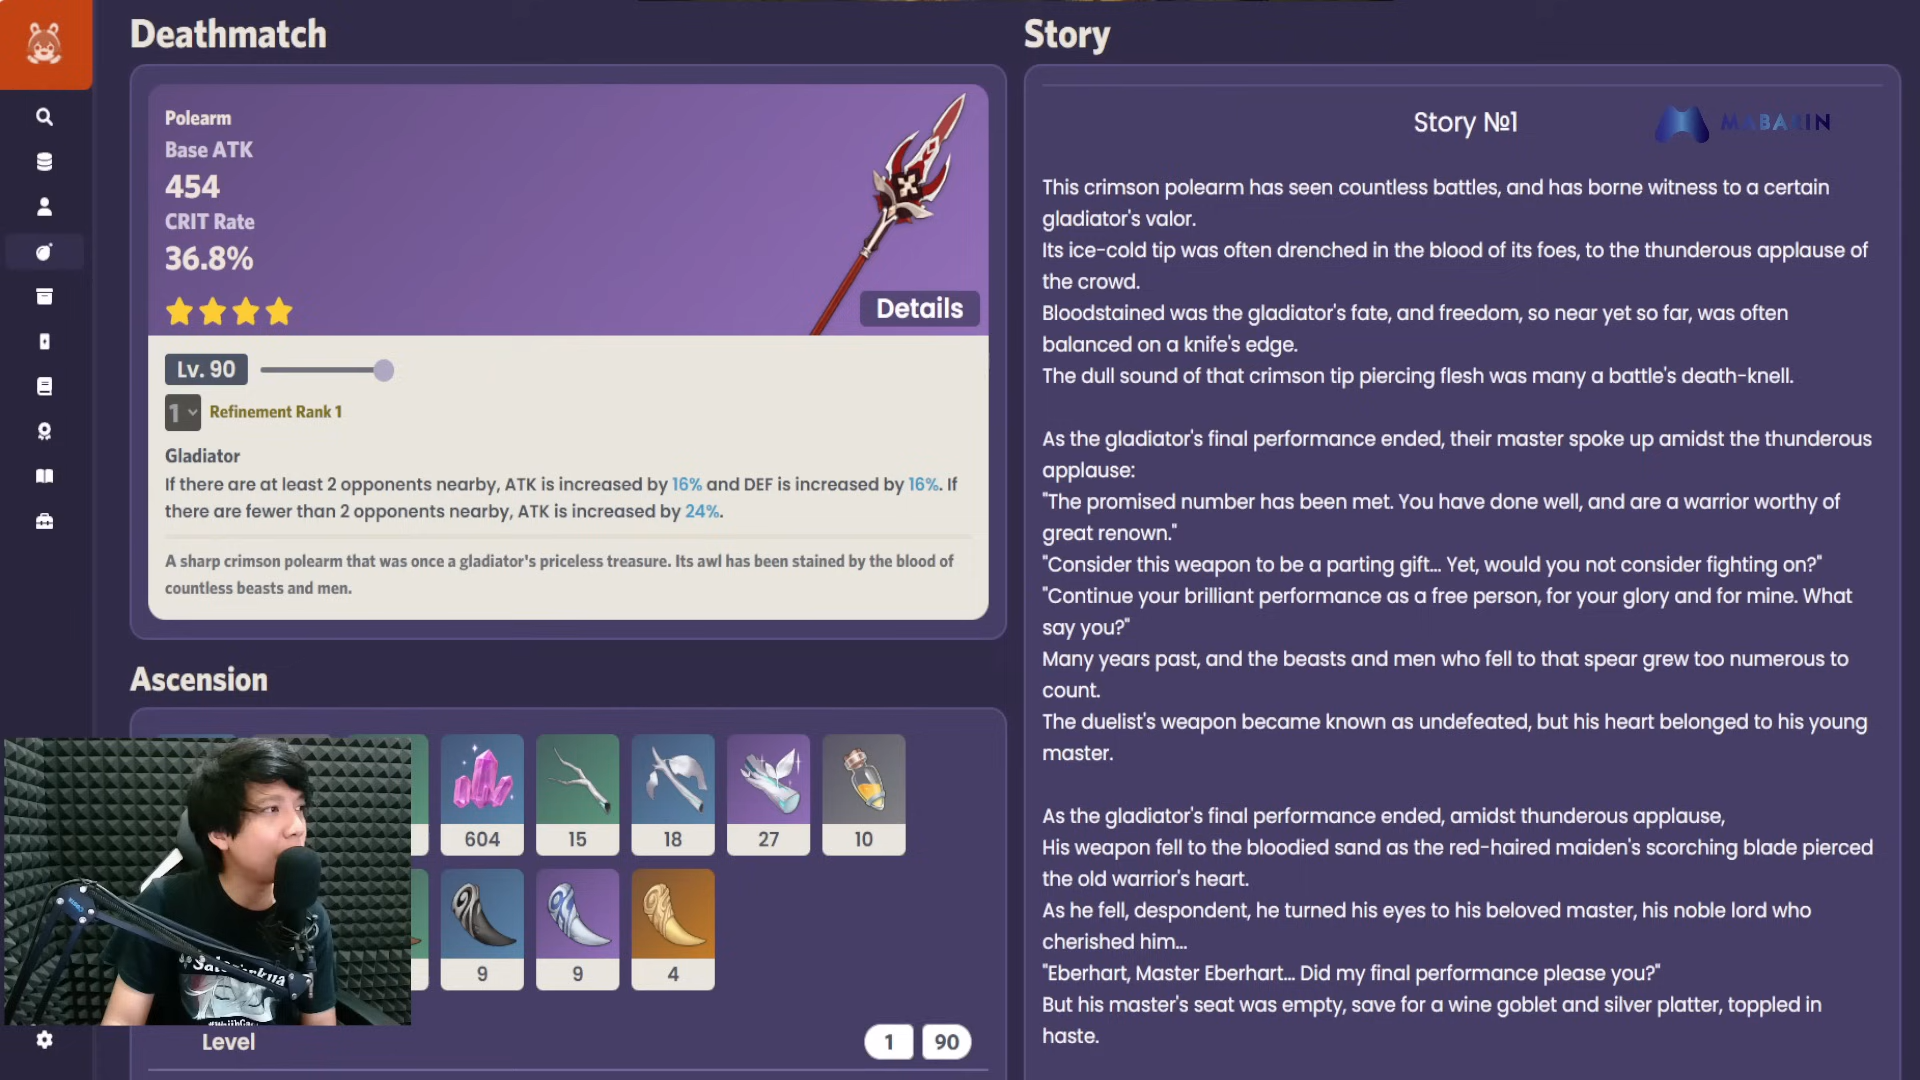 Deathmatch
Polearm
Base ATK
454
CRIT Rate
36.8%
Details
Lv. 90
1
Refinement Rank 1
Gladiator
If there are at least 2 opponents nearby, ATK is increased by 16% and DEF is increased by 16%. If
there are fewer than 2 opponents nearby, ATK is increased by 24%.
A sharp crimson polearm that was once a gladiator's priceless treasure. Its awl has been stained by the blood of
countless beasts and men.
Ascension
604
15
18
27
10
9
9
4
Level
1
90
Story
Story №1
MABAKIN
This crimson polearm has seen countless battles, and has borne witness to a certain
gladiator's valor.
Its ice-cold tip was often drenched in the blood of its foes, to the thunderous applause of
the crowd.
Bloodstained was the gladiator's fate, and freedom, so near yet so far, was often
balanced on a knife's edge.
The dull sound of that crimson tip piercing flesh was many a battle's death-knell.
As the gladiator's final performance ended, their master spoke up amidst the thunderous
applause:
"The promised number has been met. You have done well, and are a warrior worthy of
great renown."
"Consider this weapon to be a parting gift... Yet, would you not consider fighting on?"
"Continue your brilliant performance as a free person, for your glory and for mine. What
say you?"
Many years past, and the beasts and men who fell to that spear grew too numerous to
count.
The duelist's weapon became known as undefeated, but his heart belonged to his young
master.
As the gladiator's final performance ended, amidst thunderous applause,
His weapon fell to the bloodied sand as the red-haired maiden's scorching blade pierced
the old warrior's heart.
As he fell, despondent, he turned his eyes to his beloved master, his noble lord who
cherished him...
"Eberhart, Master Eberhart... Did my final performance please you?"
But his master's seat was empty, save for a wine goblet and silver platter, toppled in
haste.